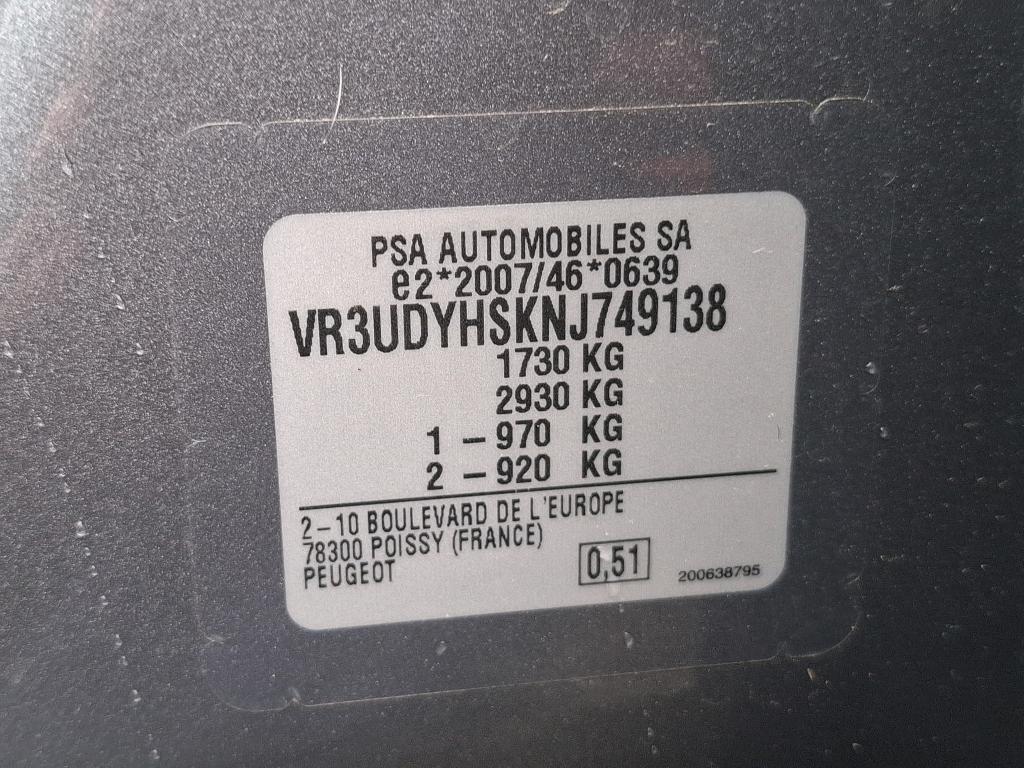 PSA AUTOMOBILES SA
e2*2007/46*0639
VR3UDYHSKNJ749138
1730 KG
2930 KG
1 – 970 KG
2 – 920 KG
2–10 BOULEVARD DE L'EUROPE
78300 POISSY (FRANCE)
PEUGEOT
0,51
200638795